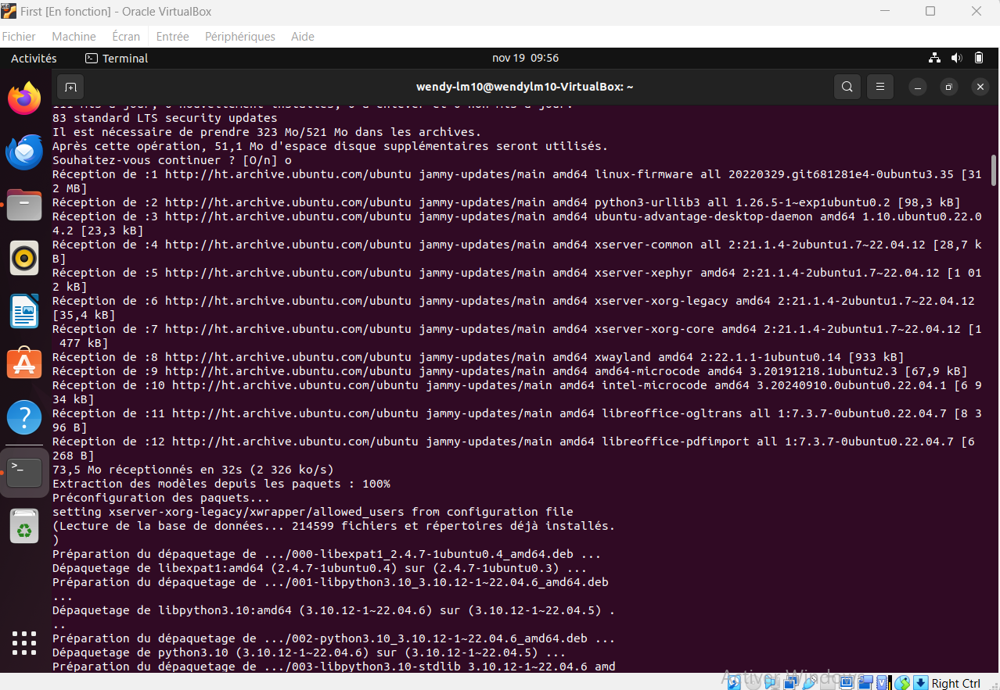 First [En fonction] - Oracle VirtualBox
Fichier Machine Écran Entrée Périphériques Aide
Activités Terminal nov 19 09:56
wendy-lm10@wendylm10-VirtualBox: ~
111 mis à jour, 0 nouvellement installés, 0 à enlever et 0 non mis à jour.
83 standard LTS security updates
Il est nécessaire de prendre 323 Mo/521 Mo dans les archives.
Après cette opération, 51,1 Mo d'espace disque supplémentaires seront utilisés.
Souhaitez-vous continuer ? [O/n] o
Réception de :1 http://ht.archive.ubuntu.com/ubuntu jammy-updates/main amd64 linux-firmware all 20220329.git681281e4-0ubuntu3.35 [31
2 MB]
Réception de :2 http://ht.archive.ubuntu.com/ubuntu jammy-updates/main amd64 python3-urllib3 all 1.26.5-1~exp1ubuntu0.2 [98,3 kB]
Réception de :3 http://ht.archive.ubuntu.com/ubuntu jammy-updates/main amd64 ubuntu-advantage-desktop-daemon amd64 1.10.ubuntu0.22.0
4.2 [23,3 kB]
Réception de :4 http://ht.archive.ubuntu.com/ubuntu jammy-updates/main amd64 xserver-common all 2:21.1.4-2ubuntu1.7~22.04.12 [28,7 k
B]
Réception de :5 http://ht.archive.ubuntu.com/ubuntu jammy-updates/main amd64 xserver-xephyr amd64 2:21.1.4-2ubuntu1.7~22.04.12 [1 01
2 kB]
Réception de :6 http://ht.archive.ubuntu.com/ubuntu jammy-updates/main amd64 xserver-xorg-legacy amd64 2:21.1.4-2ubuntu1.7~22.04.12
[35,4 kB]
Réception de :7 http://ht.archive.ubuntu.com/ubuntu jammy-updates/main amd64 xserver-xorg-core amd64 2:21.1.4-2ubuntu1.7~22.04.12 [1
477 kB]
Réception de :8 http://ht.archive.ubuntu.com/ubuntu jammy-updates/main amd64 xwayland amd64 2:22.1.1-1ubuntu0.14 [933 kB]
Réception de :9 http://ht.archive.ubuntu.com/ubuntu jammy-updates/main amd64 amd64-microcode amd64 3.20191218.1ubuntu2.3 [67,9 kB]
Réception de :10 http://ht.archive.ubuntu.com/ubuntu jammy-updates/main amd64 intel-microcode amd64 3.20240910.0ubuntu0.22.04.1 [6 9
34 kB]
Réception de :11 http://ht.archive.ubuntu.com/ubuntu jammy-updates/main amd64 libreoffice-ogltrans all 1:7.3.7-0ubuntu0.22.04.7 [8 3
96 B]
Réception de :12 http://ht.archive.ubuntu.com/ubuntu jammy-updates/main amd64 libreoffice-pdfimport all 1:7.3.7-0ubuntu0.22.04.7 [6
268 B]
73,5 Mo réceptionnés en 32s (2 326 ko/s)
Extraction des modèles depuis les paquets : 100%
Préconfiguration des paquets...
setting xserver-xorg-legacy/xwrapper/allowed_users from configuration file
(Lecture de la base de données... 214599 fichiers et répertoires déjà installés.
)
Préparation du dépaquetage de .../000-libexpat1_2.4.7-1ubuntu0.4_amd64.deb ...
Dépaquetage de libexpat1:amd64 (2.4.7-1ubuntu0.4) sur (2.4.7-1ubuntu0.3) ...
Préparation du dépaquetage de .../001-libpython3.10_3.10.12-1~22.04.6_amd64.deb
...
Dépaquetage de libpython3.10:amd64 (3.10.12-1~22.04.6) sur (3.10.12-1~22.04.5) .
..
Préparation du dépaquetage de .../002-python3.10_3.10.12-1~22.04.6_amd64.deb ...
Dépaquetage de python3.10 (3.10.12-1~22.04.6) sur (3.10.12-1~22.04.5) ...
Préparation du dépaquetage de .../003-libpython3.10-stdlib_3.10.12-1~22.04.6_amd
Activer Windows
Right Ctrl